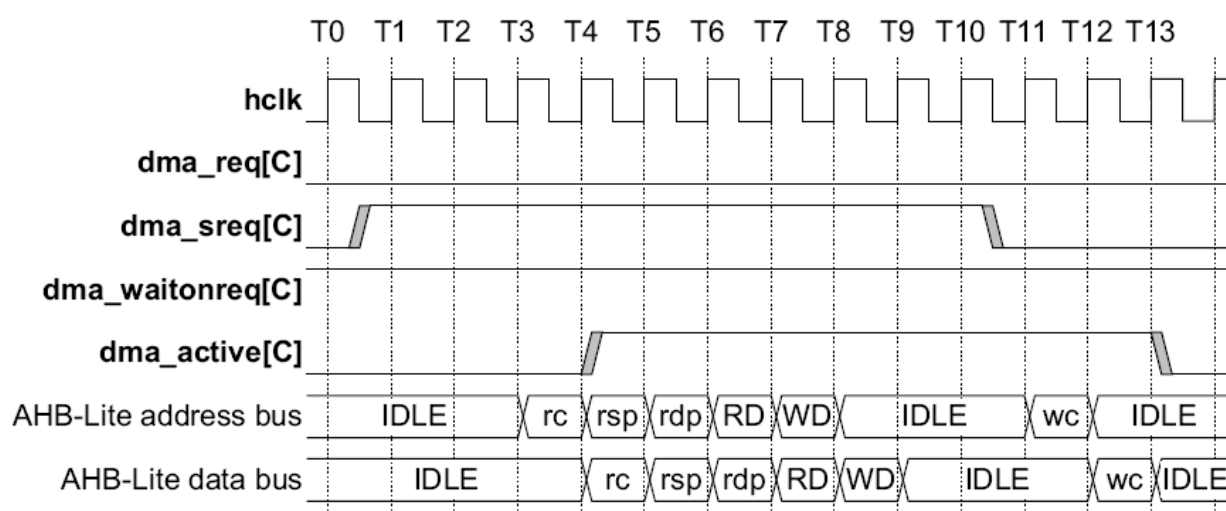 T0 T1 T2 T3 T4 T5 T6 T7 T8 T9 T10 T11 T12 T13
hclk
dma_req[C]
dma_sreq[C]
dma_waitonreq[C]
dma_active[C]
AHB-Lite address bus IDLE rc rsp rdp RD WD IDLE wc IDLE
AHB-Lite data bus IDLE rc rsp rdp RD WD IDLE wc IDLE